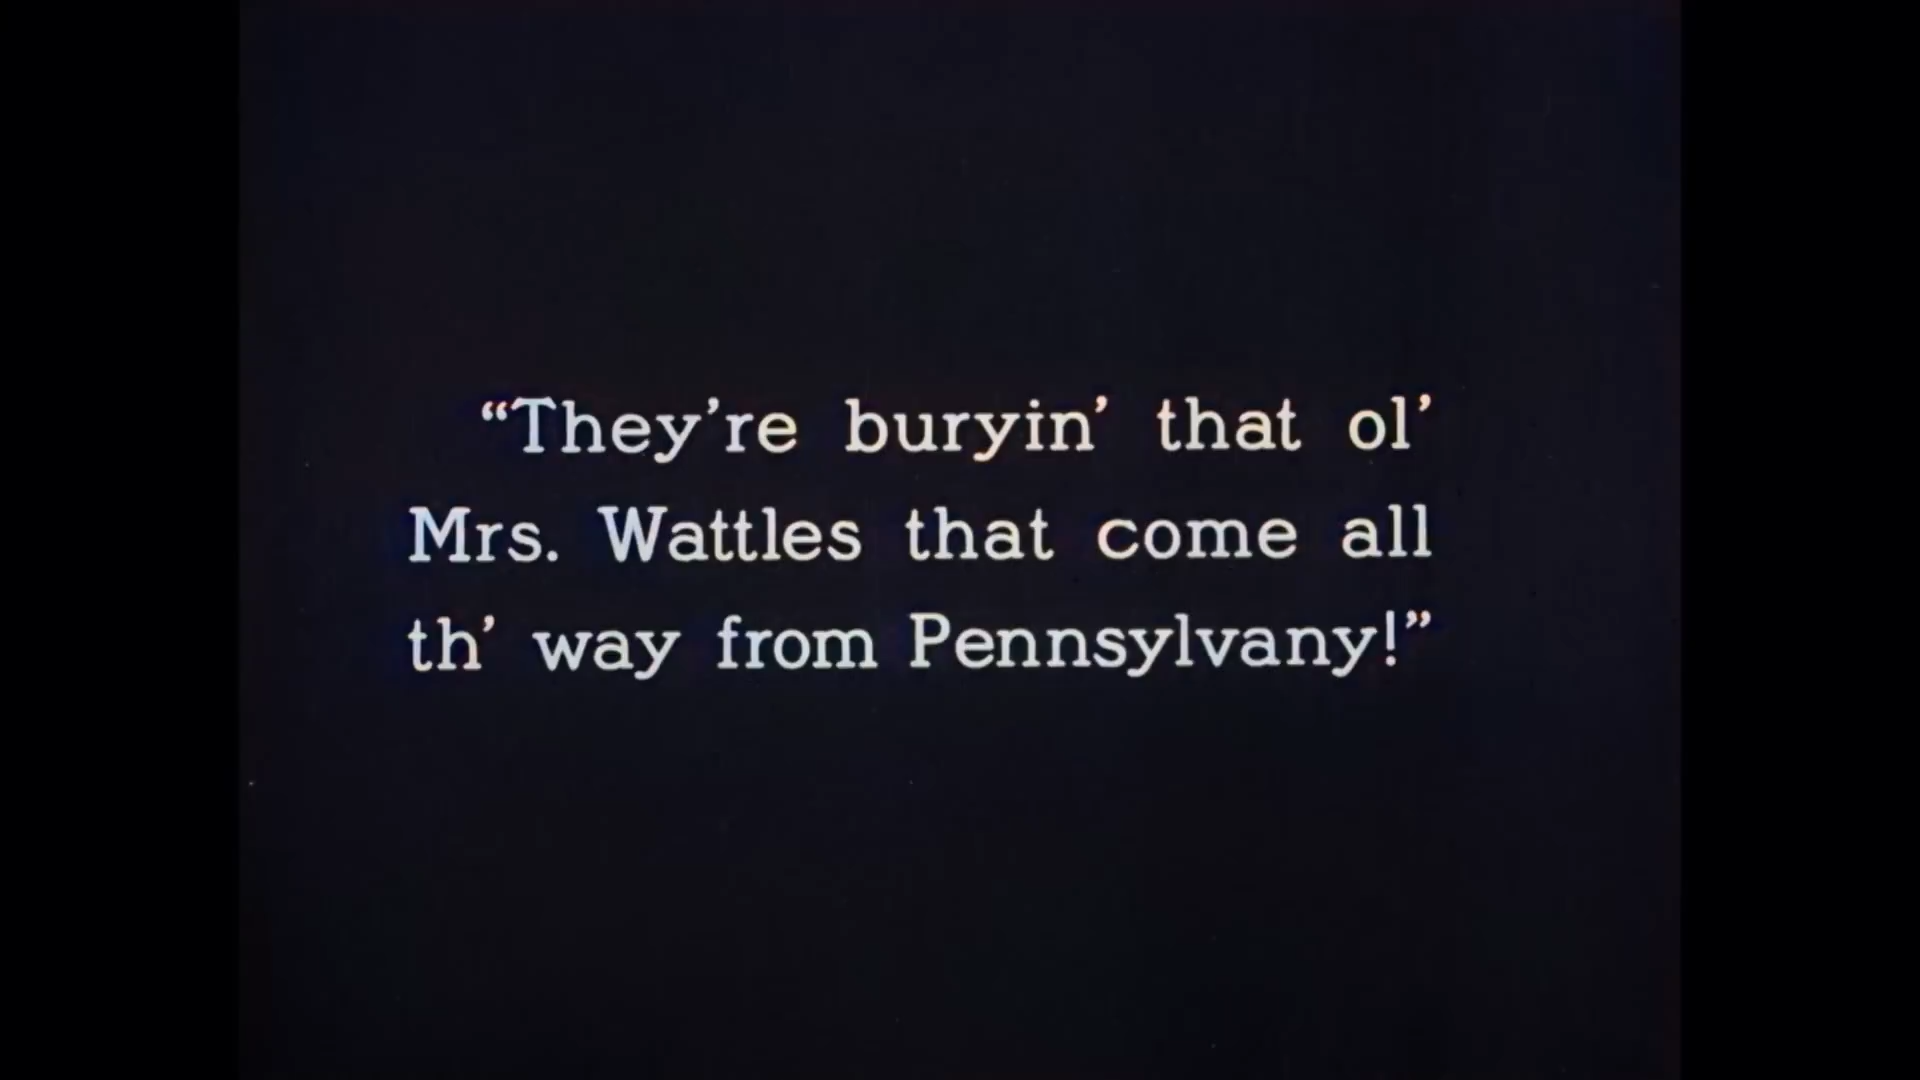 “They’re buryin’ that ol’
Mrs. Wattles that come all
th’ way from Pennsylvany!”